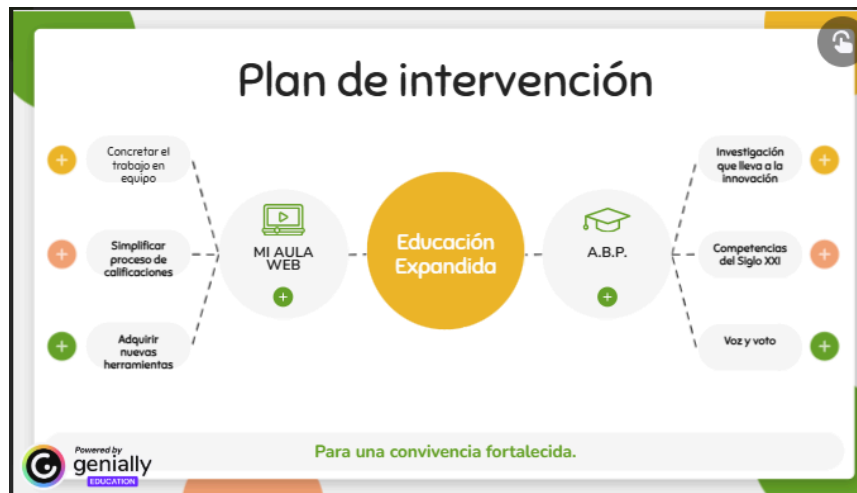 Plan de intervención
Concretar el
trabajo en
equipo
Simplificar
proceso de
calificaciones
Adquirir
nuevas
herramientas
MI AULA
WEB
Educación
Expandida
A.B.P.
Investigación
que lleva a la
innovación
Competencias
del Siglo XXI
Voz y voto
Para una convivencia fortalecida.
Powered by
genially
EDUCATION